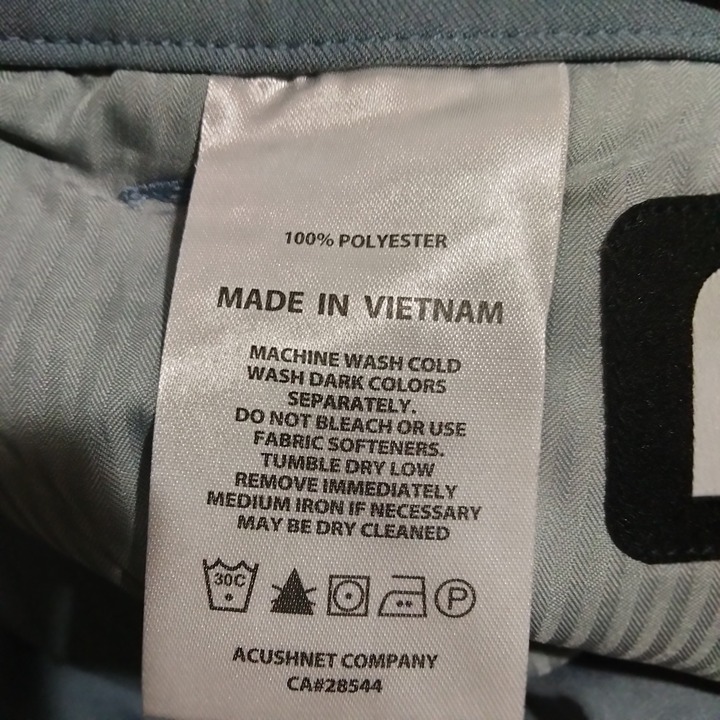 100% POLYESTER
MADE IN VIETNAM
MACHINE WASH COLD
WASH DARK COLORS
SEPARATELY.
DO NOT BLEACH OR USE
FABRIC SOFTENERS.
TUMBLE DRY LOW
REMOVE IMMEDIATELY
MEDIUM IRON IF NECESSARY
MAY BE DRY CLEANED
30C P
ACUSHNET COMPANY
CA#28544